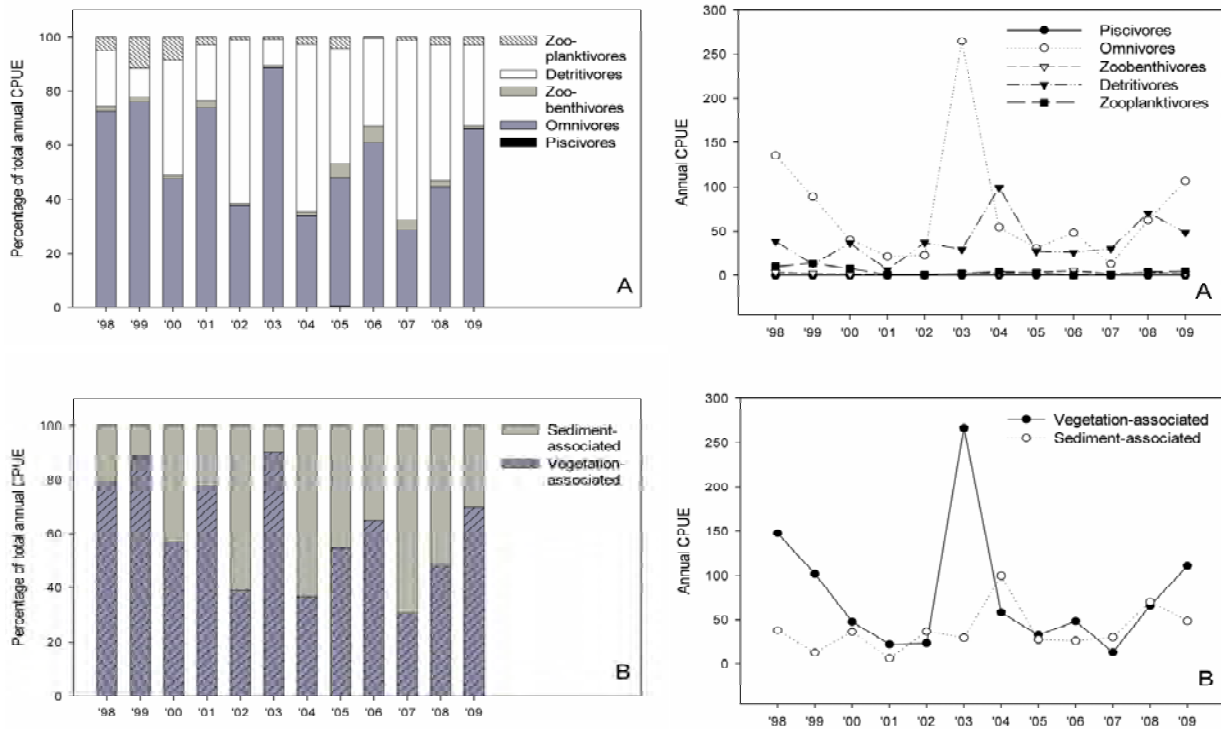 Percentage of total annual CPUE
100
80
60
40
20
0
Zoo-
planktivores
Detritivores
Zoo-
benthivores
Omnivores
Piscivores
A
'98 '99 '00 '01 '02 '03 '04 '05 '06 '07 '08 '09
Annual CPUE
300
250
200
150
100
50
0
Piscivores
Omnivores
Zoobenthivores
Detritivores
Zooplanktivores
A
'98 '99 '00 '01 '02 '03 '04 '05 '06 '07 '08 '09
Percentage of total annual CPUE
100
80
60
40
20
0
Sediment-
associated
Vegetation-
associated
B
'98 '99 '00 '01 '02 '03 '04 '05 '06 '07 '08 '09
Annual CPUE
300
250
200
150
100
50
0
Vegetation-associated
Sediment-associated
B
'98 '99 '00 '01 '02 '03 '04 '05 '06 '07 '08 '09